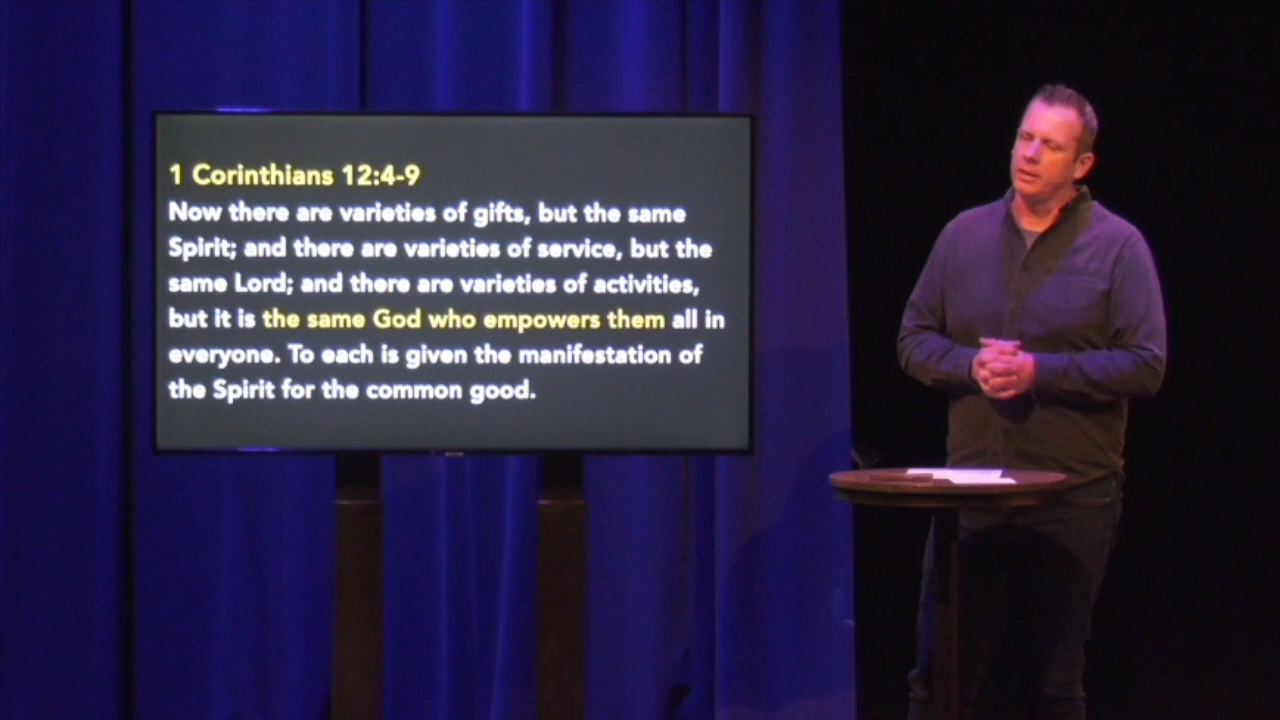 1 Corinthians 12:4-9
Now there are varieties of gifts, but the same
Spirit; and there are varieties of service, but the
same Lord; and there are varieties of activities,
but it is the same God who empowers them all in
everyone. To each is given the manifestation of
the Spirit for the common good.